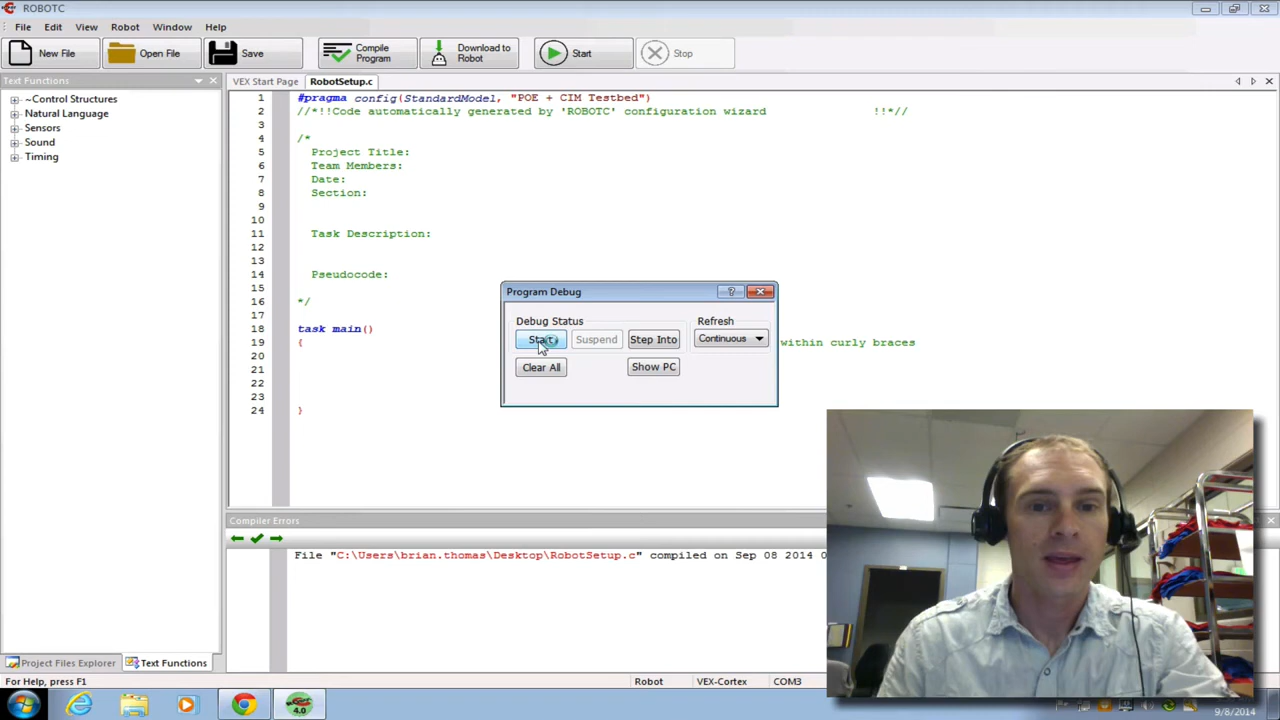 ROBOTC
File Edit View Robot Window Help
New File Open File Save Compile Program Download to Robot Start Stop
Text Functions
VEX Start Page RobotSetup.c
~Control Structures
Natural Language
Sensors
Sound
Timing
1 #pragma config(StandardModel, "POE + CIM Testbed")
2 //*!!Code automatically generated by 'ROBOTC' configuration wizard !!*//
3
4 /*
5 Project Title:
6 Team Members:
7 Date:
8 Section:
9
10
11 Task Description:
12
13
14 Pseudocode:
15
16 */
17
18 task main()
19 { within curly braces
20
21
22
23
24 }
Program Debug
Debug Status Refresh
Start Suspend Step Into Continuous
Clear All Show PC
Compiler Errors
File "C:\Users\brian.thomas\Desktop\RobotSetup.c" compiled on Sep 08 2014
Project Files Explorer Text Functions
For Help, press F1
Robot VEX-Cortex COM3
4.0
9/8/2014